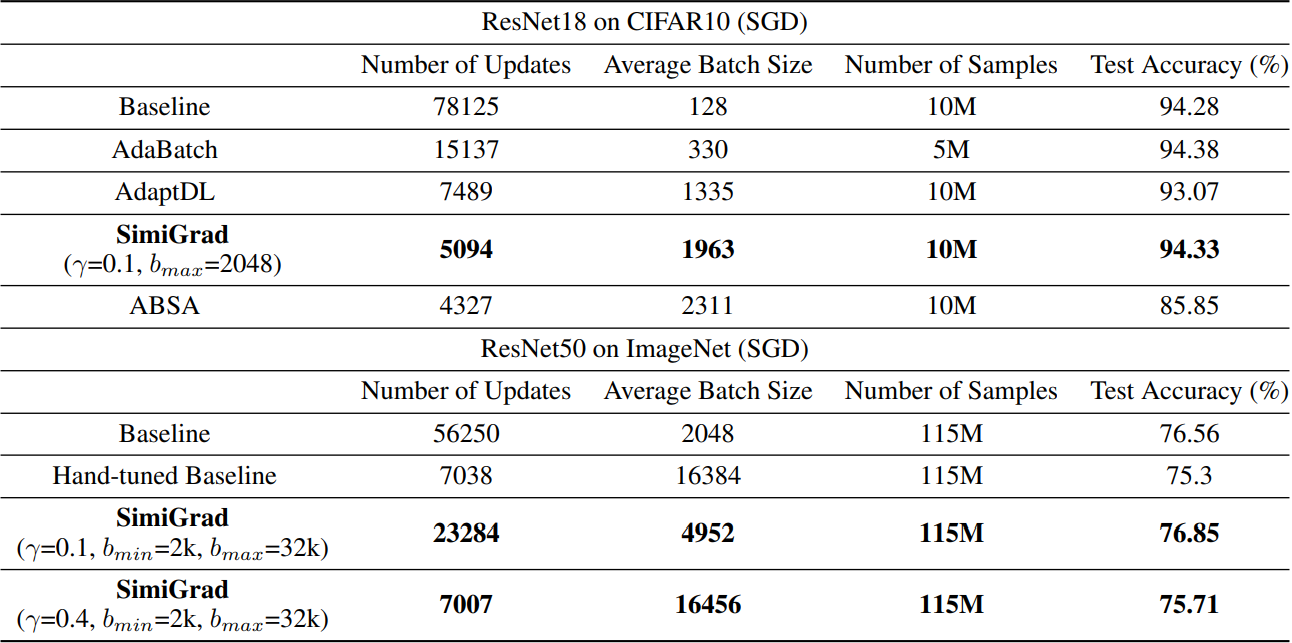 ResNet18 on CIFAR10 (SGD)
Number of Updates Average Batch Size Number of Samples Test Accuracy (%)
Baseline 78125 128 10M 94.28
AdaBatch 15137 330 5M 94.38
AdaptDL 7489 1335 10M 93.07
SimiGrad
(γ=0.1, b_max=2048) 5094 1963 10M 94.33
ABSA 4327 2311 10M 85.85
ResNet50 on ImageNet (SGD)
Number of Updates Average Batch Size Number of Samples Test Accuracy (%)
Baseline 56250 2048 115M 76.56
Hand-tuned Baseline 7038 16384 115M 75.3
SimiGrad
(γ=0.1, b_min=2k, b_max=32k) 23284 4952 115M 76.85
SimiGrad
(γ=0.4, b_min=2k, b_max=32k) 7007 16456 115M 75.71